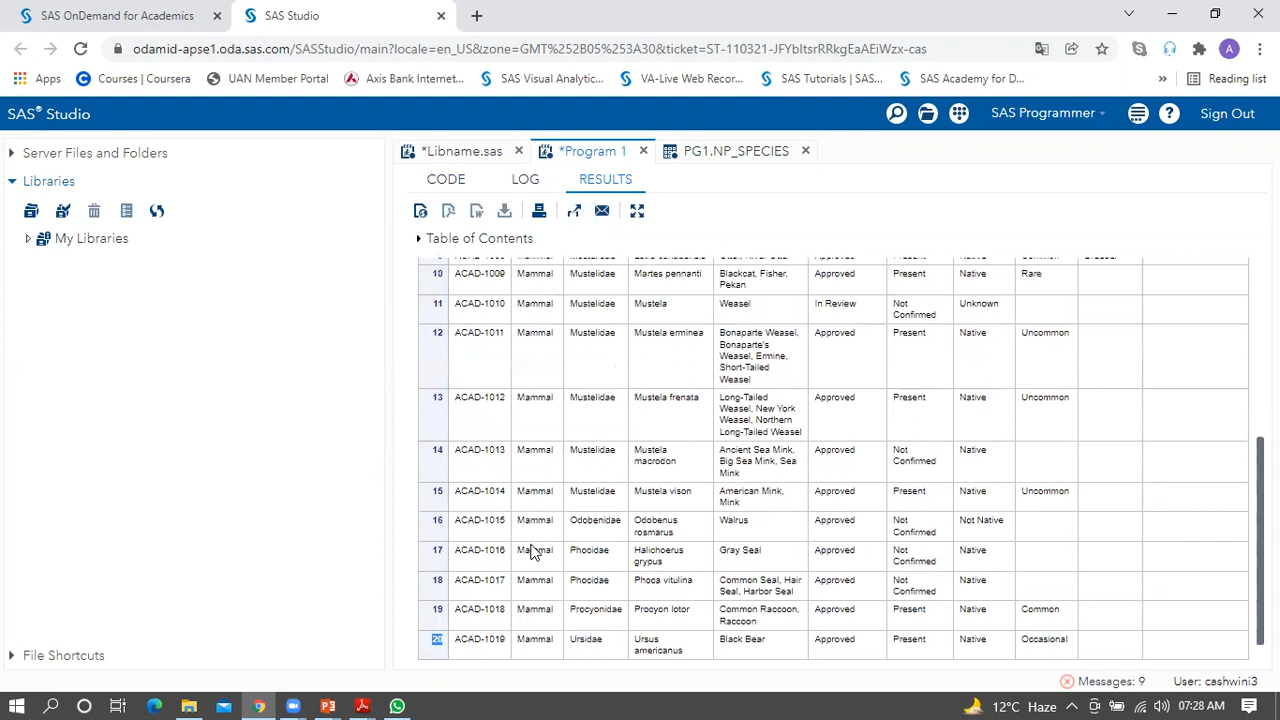 SAS OnDemand for Academics
SAS Studio
odamid-apse1.oda.sas.com/SASStudio/main?locale=en_US&zone=GMT%252B05%253A30&ticket=ST-110321-JFYbItsrRRkgEaAEiWzx-cas
Apps
Courses | Coursera
UAN Member Portal
Axis Bank Internet...
SAS Visual Analytic...
VA-Live Web Recor...
SAS Tutorials | SAS...
SAS Academy for D...
Reading list
SAS® Studio
SAS Programmer
Sign Out
Server Files and Folders
Libraries
My Libraries
File Shortcuts
*Libname.sas
*Program 1
PG1.NP_SPECIES
CODE LOG RESULTS
Table of Contents
10 ACAD-1009 Mammal Mustelidae Martes pennanti Blackcat, Fisher, Approved Present Native Rare
Pekan
11 ACAD-1010 Mammal Mustelidae Mustela Weasel In Review Not Unknown
Confirmed
12 ACAD-1011 Mammal Mustelidae Mustela erminea Bonaparte Weasel, Approved Present Native Uncommon
Bonaparte's
Weasel, Ermine,
Short-Tailed
Weasel
13 ACAD-1012 Mammal Mustelidae Mustela frenata Long-Tailed Approved Present Native Uncommon
Weasel, New York
Weasel, Northern
Long-Tailed Weasel
14 ACAD-1013 Mammal Mustelidae Mustela Ancient Sea Mink, Approved Not Native
macrodon Big Sea Mink, Sea Confirmed
Mink
15 ACAD-1014 Mammal Mustelidae Mustela vison American Mink, Approved Present Native Uncommon
Mink
16 ACAD-1015 Mammal Odobenidae Odobenus Walrus Approved Not Not Native
rosmarus Confirmed
17 ACAD-1016 Mammal Phocidae Halichoerus Gray Seal Approved Not Native
grypus Confirmed
18 ACAD-1017 Mammal Phocidae Phoca vitulina Common Seal, Hair Approved Not Native
Seal, Harbor Seal Confirmed
19 ACAD-1018 Mammal Procyonidae Procyon lotor Common Raccoon, Approved Present Native Common
Raccoon
20 ACAD-1019 Mammal Ursidae Ursus Black Bear Approved Present Native Occasional
americanus
Messages: 9
User: cashwini3
12°C Haze
07:28 AM